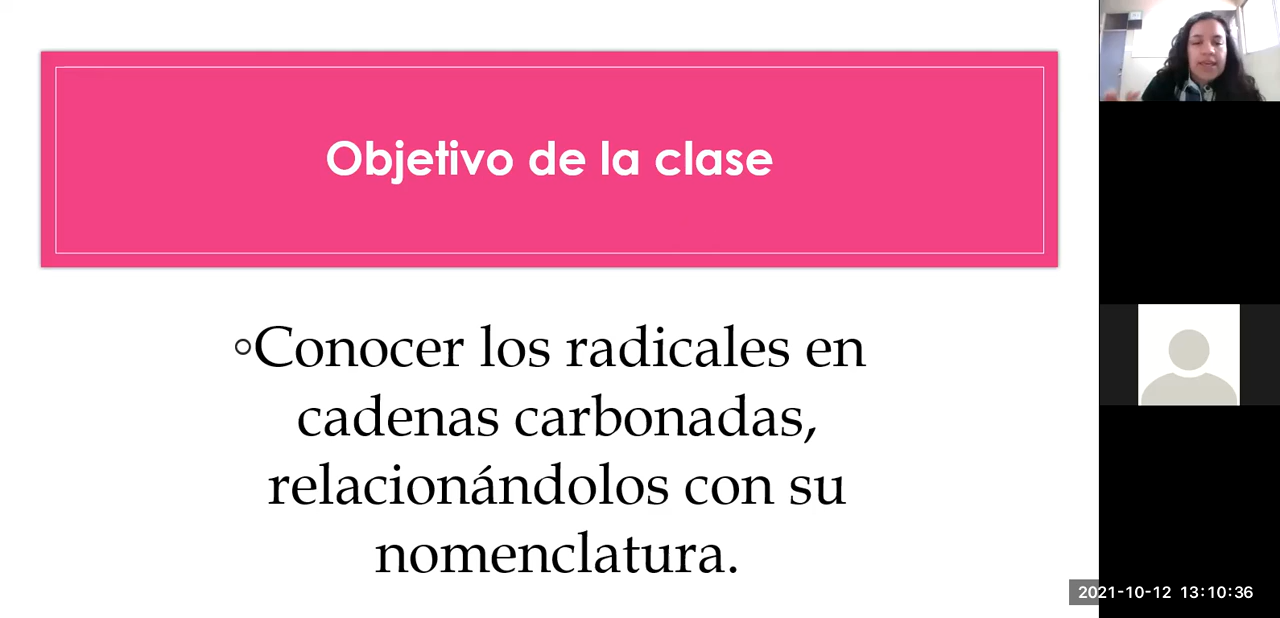 Objetivo de la clase
◦Conocer los radicales en
cadenas carbonadas,
relacionándolos con su
nomenclatura.
2021-10-12 13:10:36